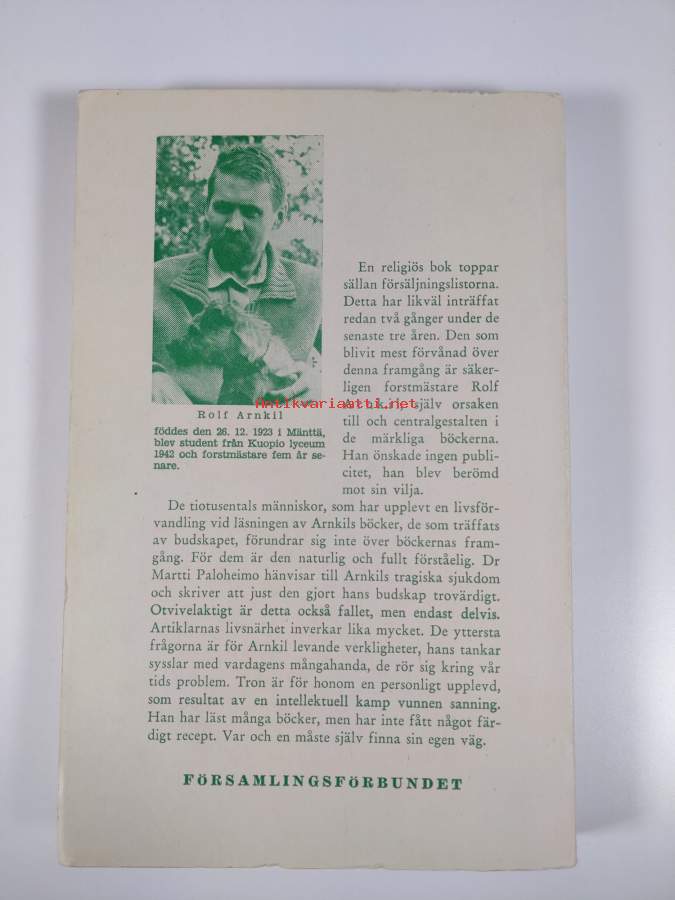 Rolf Arnkil
föddes den 26. 12. 1923 i Mänttä,
blev student från Kuopio lyceum
1942 och forstmästare fem år se-
nare.
En religiös bok toppar
sällan försäljningslistorna.
Detta har likväl inträffat
redan två gånger under de
senaste tre åren. Den som
blivit mest förvånad över
denna framgång är säker-
ligen forstmästare Rolf
själv orsaken
Antikvariaatti.net
till och centralgestalten i
de märkliga böckerna.
Han önskade ingen publi-
citet, han blev berömd
mot sin vilja.
De tiotusentals människor, som har upplevt en livsför-
vandling vid läsningen av Arnkils böcker, de som träffats
av budskapet, förundrar sig inte över böckernas fram-
gång. För dem är den naturlig och fullt förståelig. Dr
Martti Paloheimo hänvisar till Arnkils tragiska sjukdom
och skriver att just den gjort hans budskap trovärdigt.
Otvivelaktigt är detta också fallet, men endast delvis.
Artiklarnas livsnärhet inverkar lika mycket. De yttersta
frågorna är för Arnkil levande verkligheter, hans tankar
sysslar med vardagens mångahanda, de rör sig kring vår
tids problem. Tron är för honom en personligt upplevd,
som resultat av en intellektuell kamp vunnen sanning.
Han har läst många böcker, men har inte fått något fär-
digt recept. Var och en måste själv finna sin egen väg.
FÖRSAMLINGSFÖRBUNDET